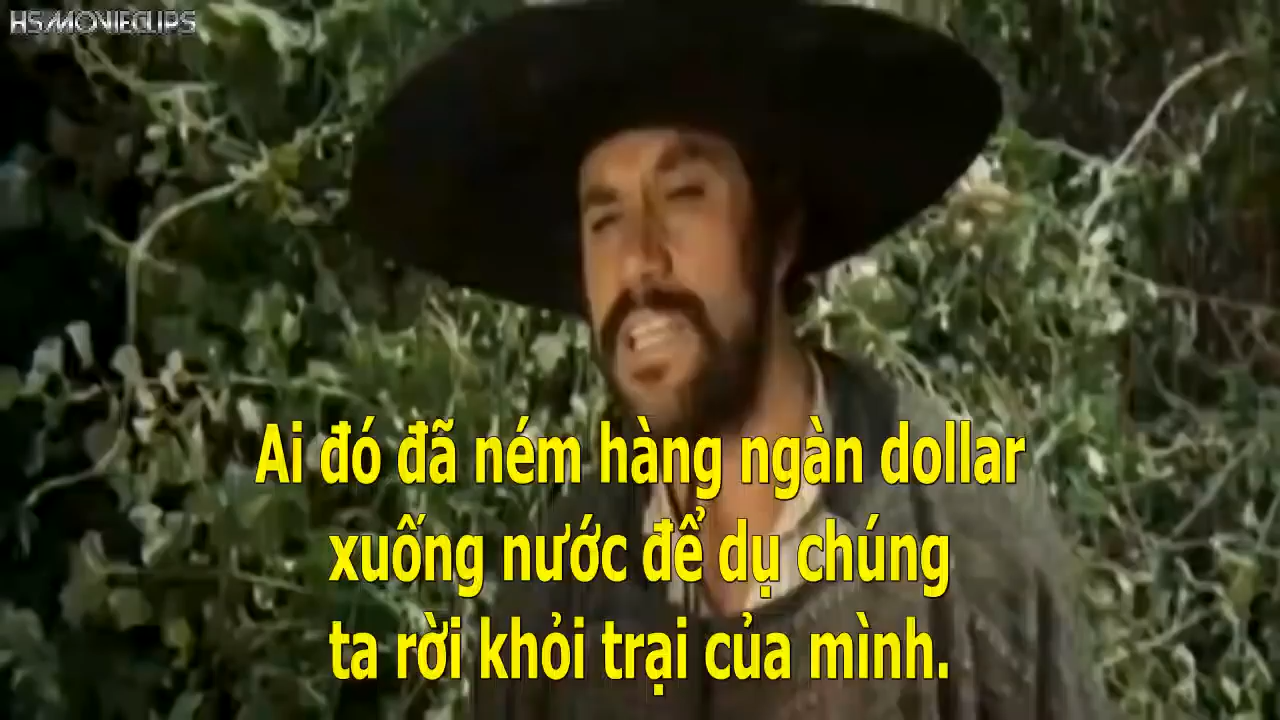 HSMOVIECLIPS
Ai đó đã ném hàng ngàn dollar
xuống nước để dụ chúng
ta rời khỏi trại của mình.